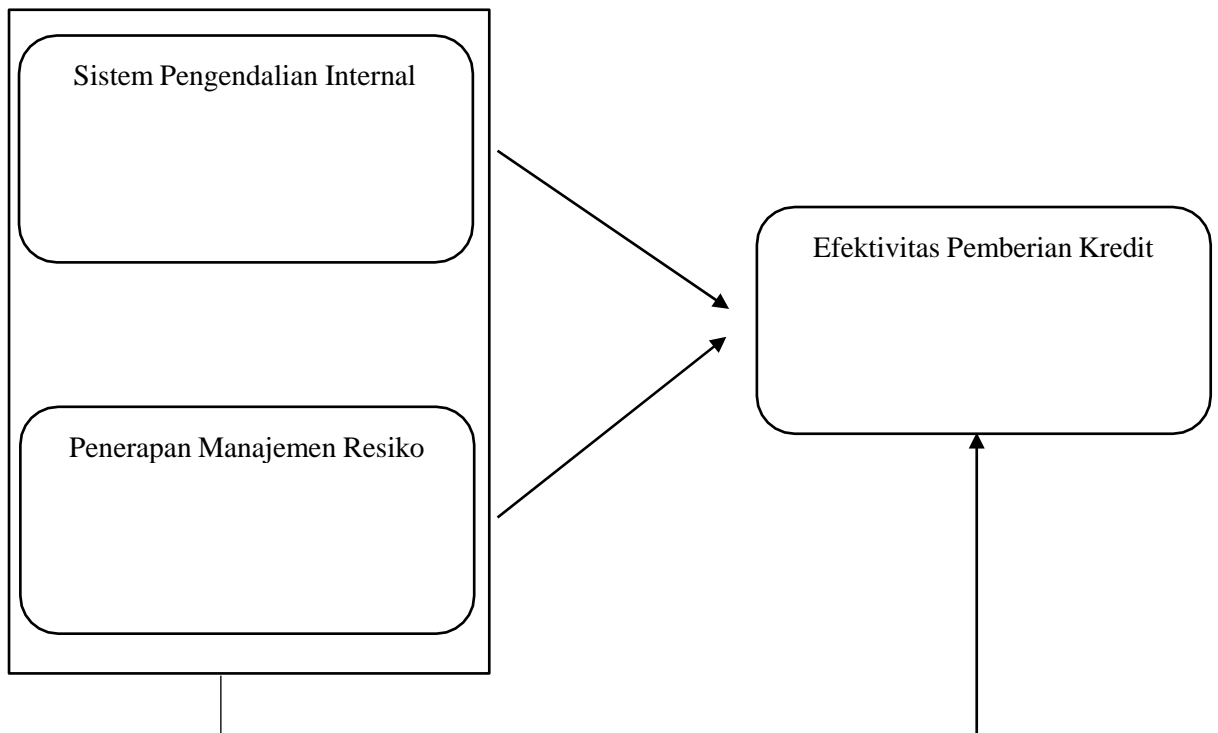 Sistem Pengendalian Internal
Efektivitas Pemberian Kredit
Penerapan Manajemen Resiko